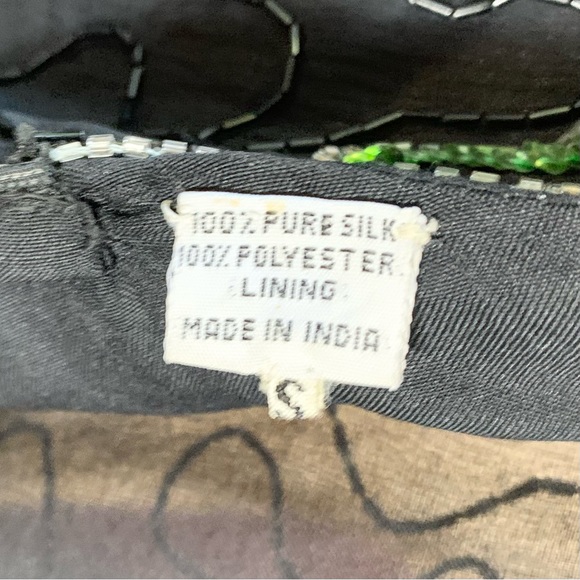 100% PURE SILK
100% POLYESTER
LINING
MADE IN INDIA
S